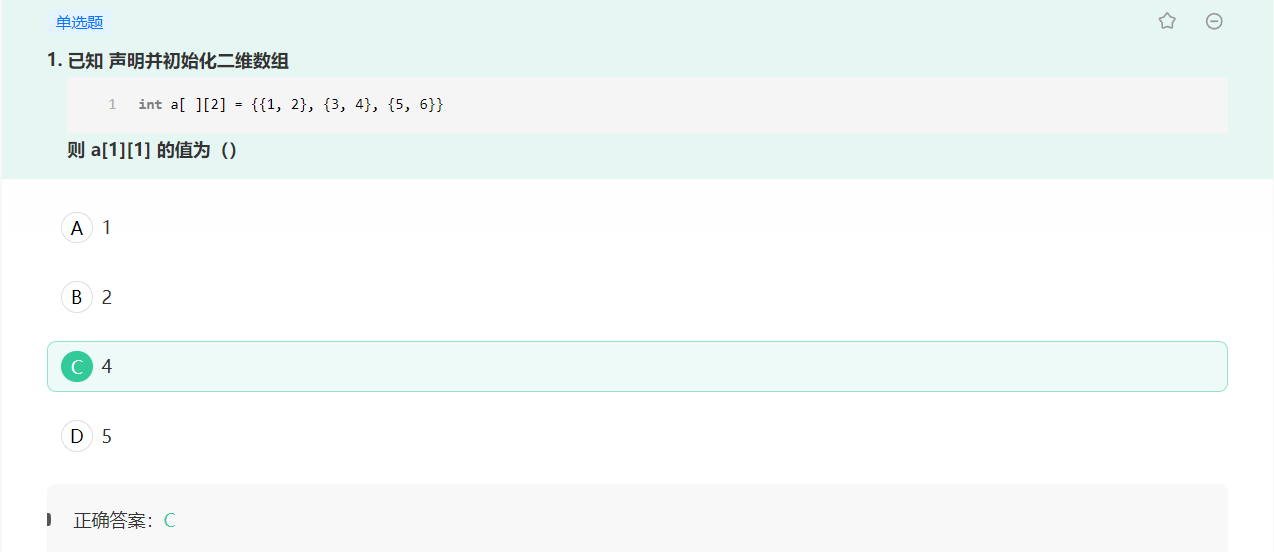 单选题
1. 已知 声明并初始化二维数组
1 int a[ ][2] = {{1, 2}, {3, 4}, {5, 6}}
则 a[1][1] 的值为（）
A 1
B 2
C 4
D 5
正确答案：C